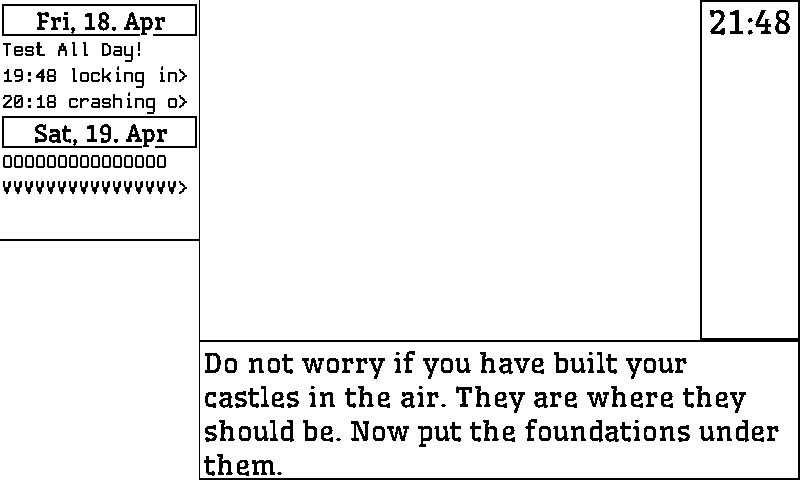 Fri, 18. Apr
Test All Day!
19:48 locking in>
20:18 crashing o>
Sat, 19. Apr
OOOOOOOOOOOOOOO
VVVVVVVVVVVVVVVV>
21:48
Do not worry if you have built your
castles in the air. They are where they
should be. Now put the foundations under
them.